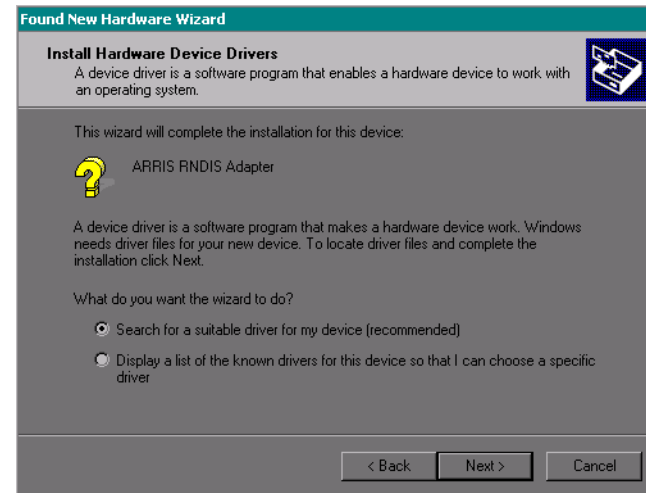 Found New Hardware Wizard
Install Hardware Device Drivers
A device driver is a software program that enables a hardware device to work with
an operating system.
This wizard will complete the installation for this device:
ARRIS RNDIS Adapter
A device driver is a software program that makes a hardware device work. Windows
needs driver files for your new device. To locate driver files and complete the
installation click Next.
What do you want the wizard to do?
Search for a suitable driver for my device (recommended)
Display a list of the known drivers for this device so that I can choose a specific
driver
< Back
Next >
Cancel